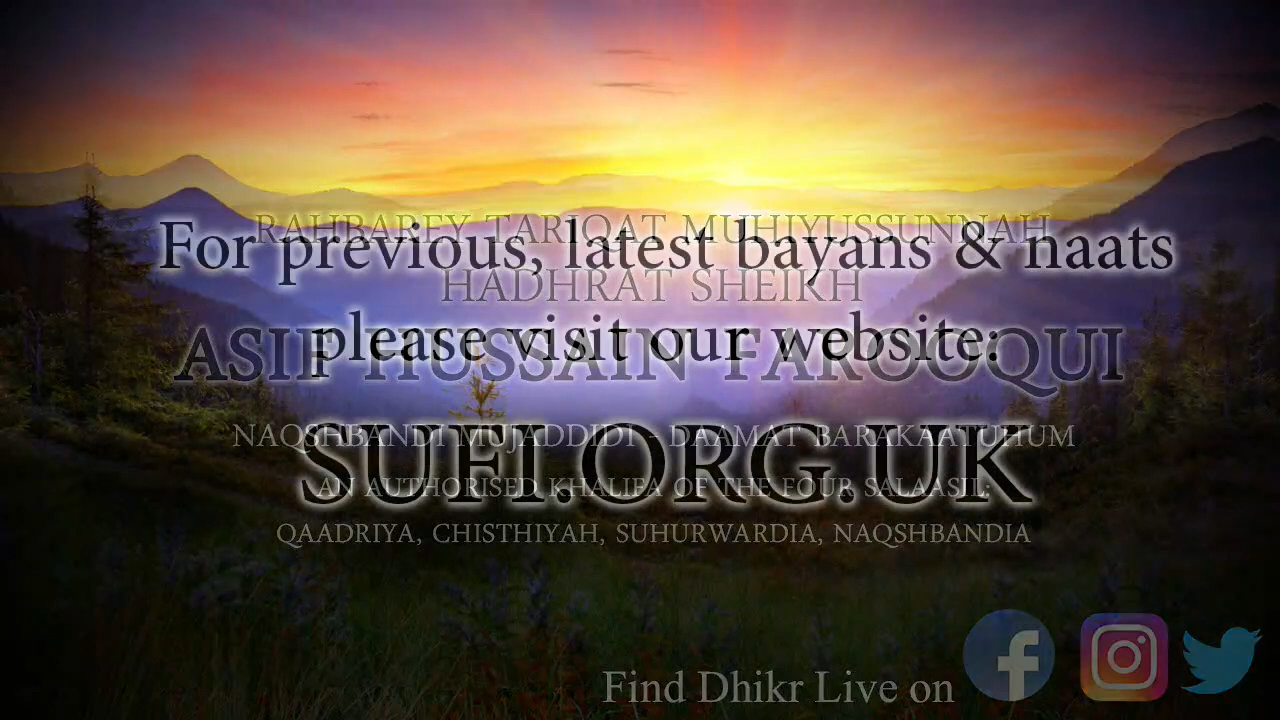 RAHBAREY TARIQAT MUHIYUSSUNNAH
For previous, latest bayans & naats
HADHRAT SHEIKH
please visit our website:
ASIF HUSSAIN FAROOQUI
SUFI.ORG.UK
NAQSHBANDI MUJADDIDI DAAMAT BARAKAATUHUM
AN AUTHORISED KHALIFA OF THE FOUR SALAASIL:
QAADRIYA, CHISTHIYAH, SUHURWARDIA, NAQSHBANDIA
Find Dhikr Live on